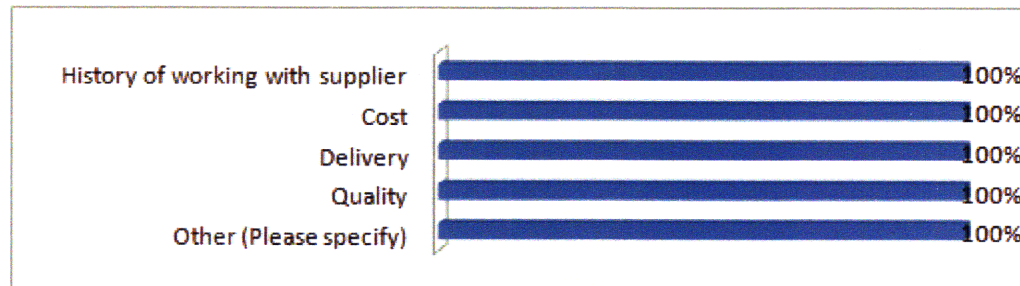 History of working with supplier 100%
Cost 100%
Delivery 100%
Quality 100%
Other (Please specify) 100%